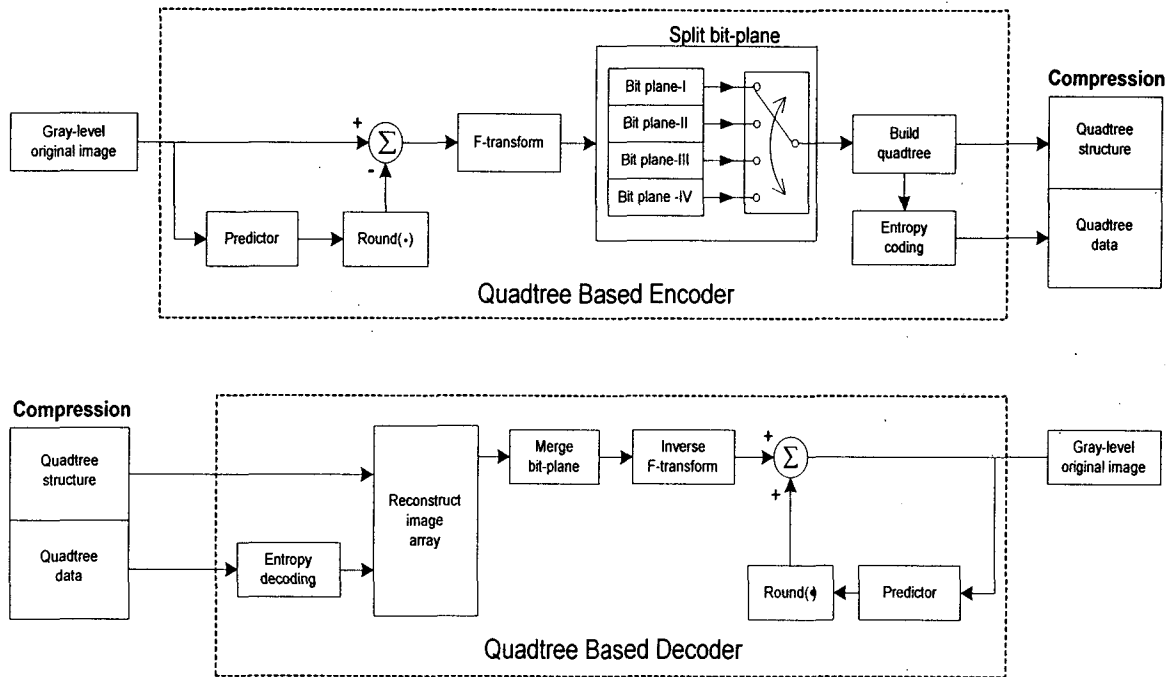 Split bit-plane
Compression
Gray-level
original image
+
Σ
-
F-transform
Bit plane-I
Bit plane-II
Bit plane-III
Bit plane -IV
Build
quadtree
Quadtree
structure
Predictor
Round(•)
Entropy
coding
Quadtree
data
Quadtree Based Encoder
Compression
Quadtree
structure
Quadtree
data
Entropy
decoding
Reconstruct
image
array
Merge
bit-plane
Inverse
F-transform
+
Σ
+
Gray-level
original image
Round(•)
Predictor
Quadtree Based Decoder